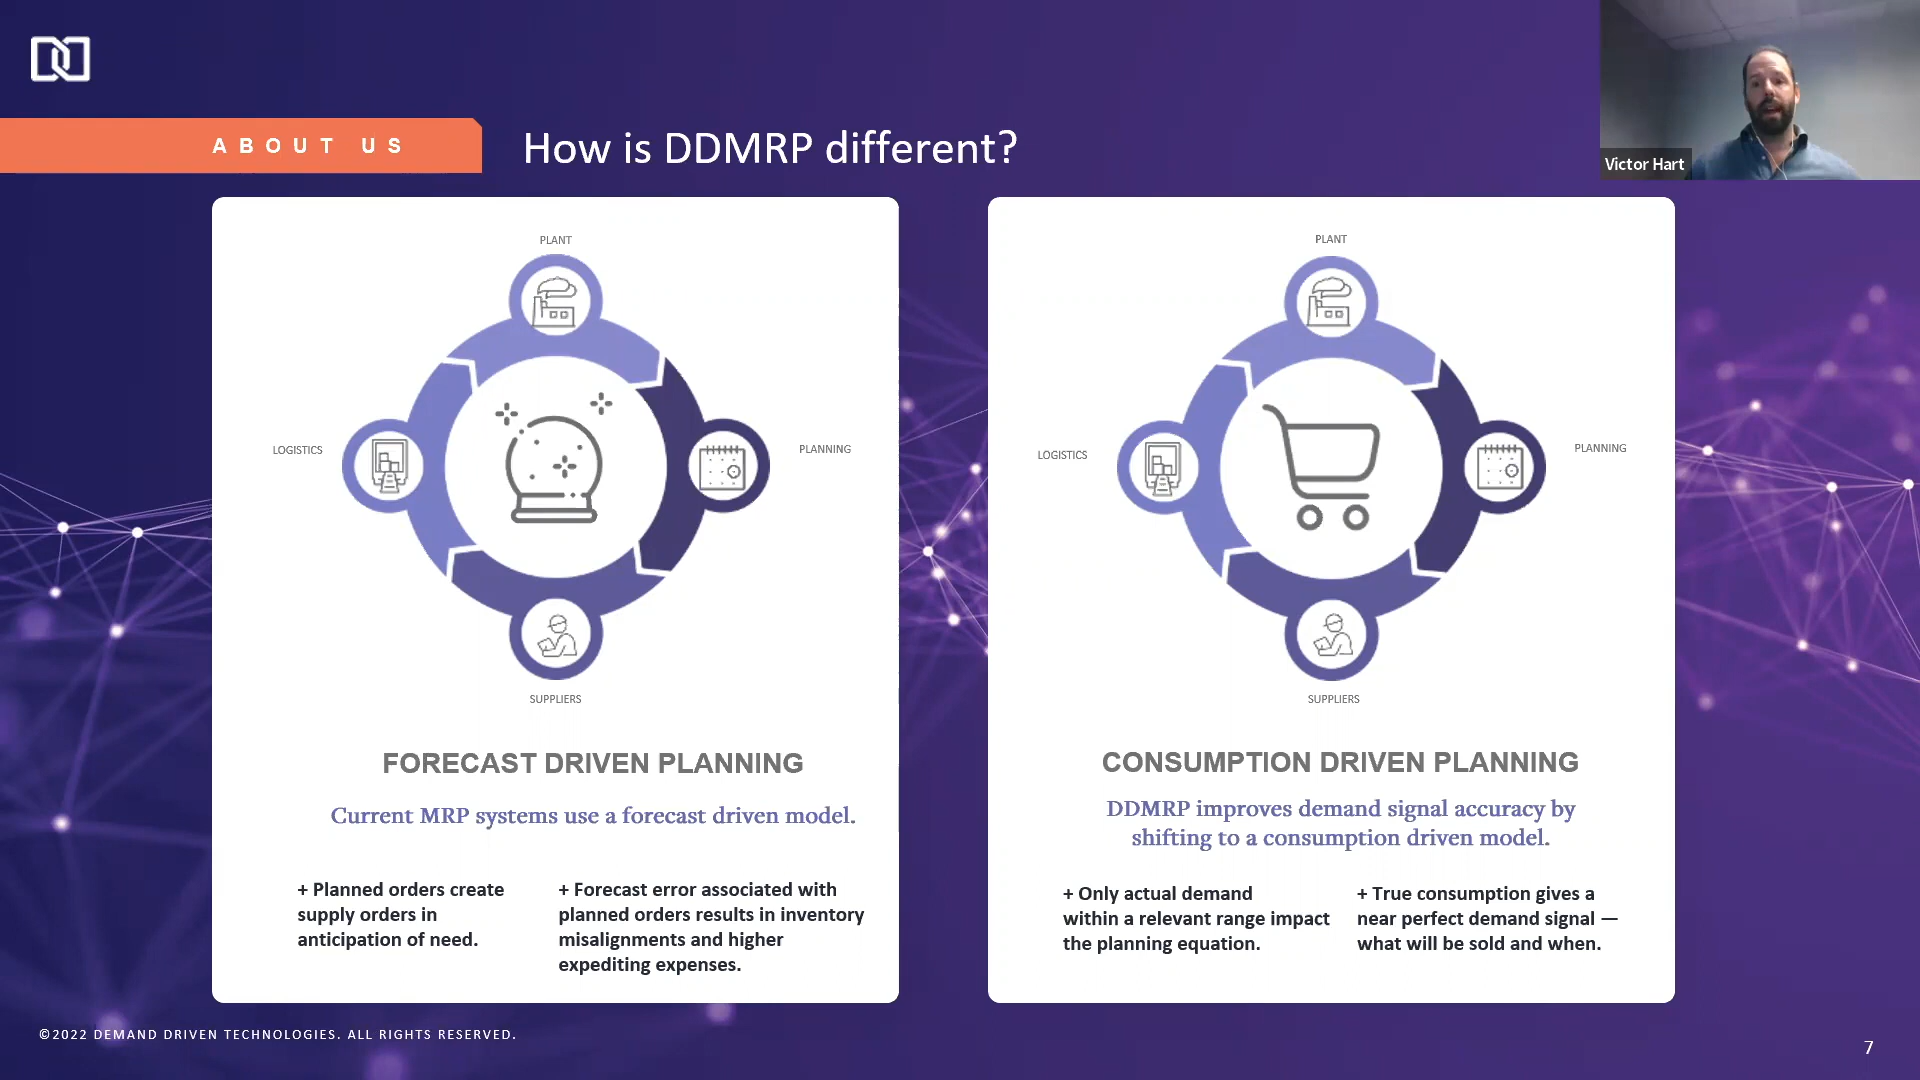 ABOUT US
How is DDMRP different?
Victor Hart
PLANT
LOGISTICS
PLANNING
SUPPLIERS
FORECAST DRIVEN PLANNING
Current MRP systems use a forecast driven model.
+ Planned orders create
supply orders in
anticipation of need.
+ Forecast error associated with
planned orders results in inventory
misalignments and higher
expediting expenses.
PLANT
LOGISTICS
PLANNING
SUPPLIERS
CONSUMPTION DRIVEN PLANNING
DDMRP improves demand signal accuracy by
shifting to a consumption driven model.
+ Only actual demand
within a relevant range impact
the planning equation.
+ True consumption gives a
near perfect demand signal —
what will be sold and when.
©2022 DEMAND DRIVEN TECHNOLOGIES. ALL RIGHTS RESERVED.
7